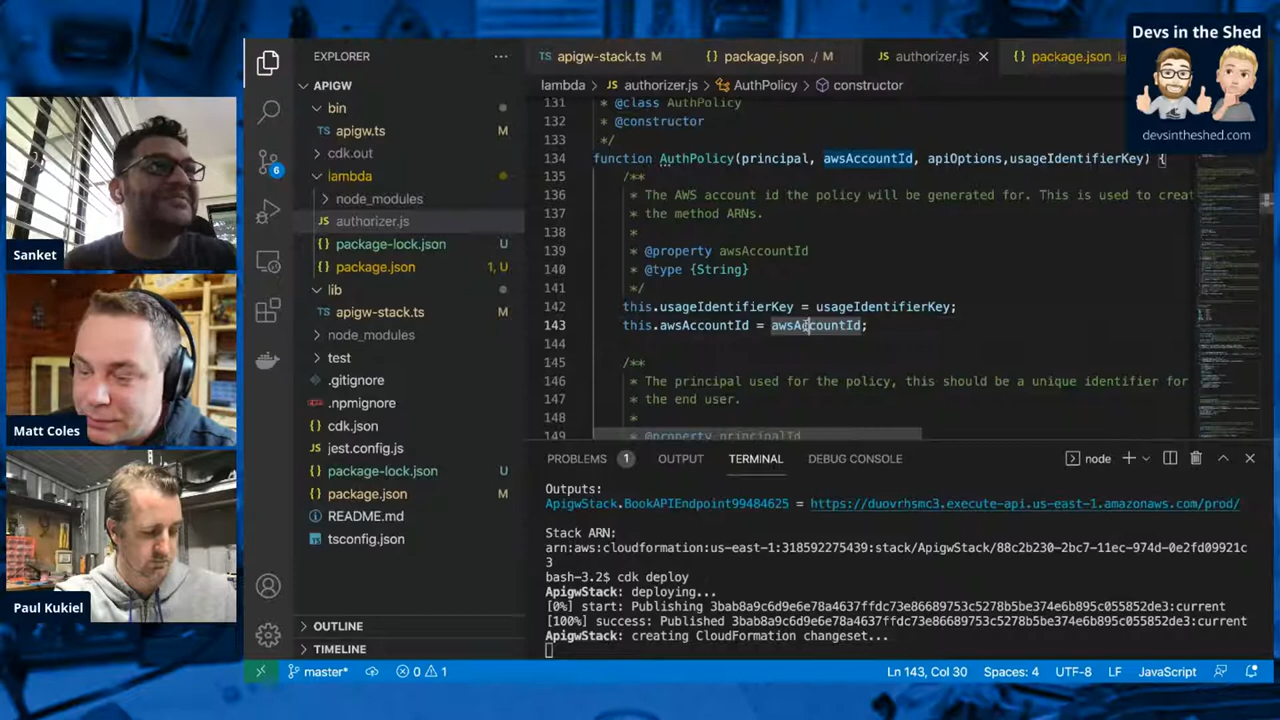 Devs in the Shed
devsintheshed.com
Sanket
Matt Coles
Paul Kukiel
EXPLORER
APIGW
bin
apigw.ts M
cdk.out
lambda
node_modules
authorizer.js
package-lock.json U
package.json 1, U
lib
apigw-stack.ts M
node_modules
test
.gitignore
.npmignore
cdk.json
jest.config.js
package-lock.json U
package.json M
README.md
tsconfig.json
OUTLINE
TIMELINE
6
apigw-stack.ts M
package.json ./ M
JS authorizer.js
package.json
lambda > JS authorizer.js > AuthPolicy > constructor
131 * @class AuthPolicy
132 * @constructor
133 */
134 function AuthPolicy(principal, awsAccountId, apiOptions,usageIdentifierKey) {
135 /**
136 * The AWS account id the policy will be generated for. This is used to creat
137 * the method ARNs.
138 *
139 * @property awsAccountId
140 * @type {String}
141 */
142 this.usageIdentifierKey = usageIdentifierKey;
143 this.awsAccountId = awsAccountId;
144
145 /**
146 * The principal used for the policy, this should be a unique identifier for
147 * the end user.
148 *
149 * @property principalId
PROBLEMS 1 OUTPUT TERMINAL DEBUG CONSOLE
node
Outputs:
ApigwStack.BookAPIEndpoint99484625 = https://duovrhsmc3.execute-api.us-east-1.amazonaws.com/prod/
Stack ARN:
arn:aws:cloudformation:us-east-1:318592275439:stack/ApigwStack/88c2b230-2bc7-11ec-974d-0e2fd09921c
3
bash-3.2$ cdk deploy
ApigwStack: deploying...
[0%] start: Publishing 3bab8a9c6d9e6e78a4637ffdc73e86689753c5278b5be374e6b895c055852de3:current
[100%] success: Published 3bab8a9c6d9e6e78a4637ffdc73e86689753c5278b5be374e6b895c055852de3:current
ApigwStack: creating CloudFormation changeset...
master* 0 1
Ln 143, Col 30 Spaces: 4 UTF-8 LF JavaScript